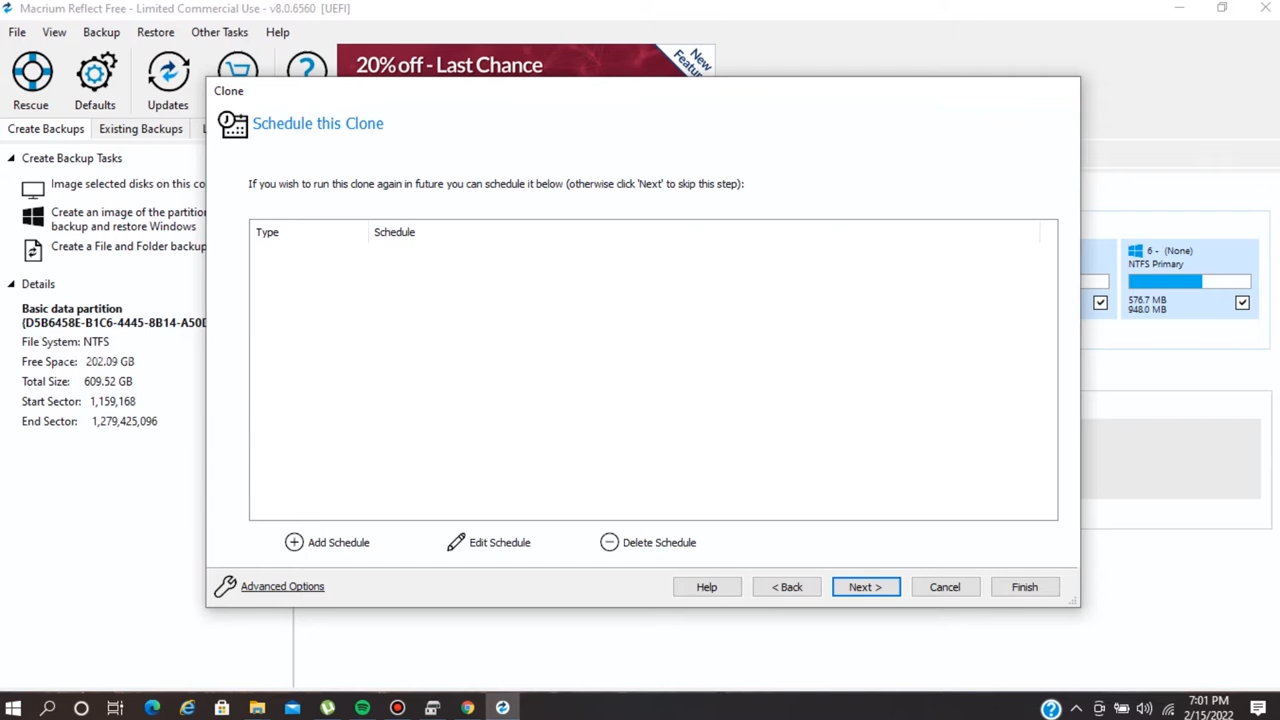 Macrium Reflect Free - Limited Commercial Use - v8.0.6560 [UEFI]
File View Backup Restore Other Tasks Help
20% off - Last Chance
New
Rescue Defaults Updates
Create Backups Existing Backups
Create Backup Tasks
Image selected disks on this co
Create an image of the partition
backup and restore Windows
Create a File and Folder backup
Details
Basic data partition
{D5B6458E-B1C6-4445-8B14-A50D
File System: NTFS
Free Space: 202.09 GB
Total Size: 609.52 GB
Start Sector: 1,159,168
End Sector: 1,279,425,096
Clone
Schedule this Clone
If you wish to run this clone again in future you can schedule it below (otherwise click 'Next' to skip this step):
Type Schedule
Add Schedule Edit Schedule Delete Schedule
Advanced Options
Help < Back Next > Cancel Finish
6 - (None)
NTFS Primary
576.7 MB
948.0 MB
7:01 PM
2/15/2022